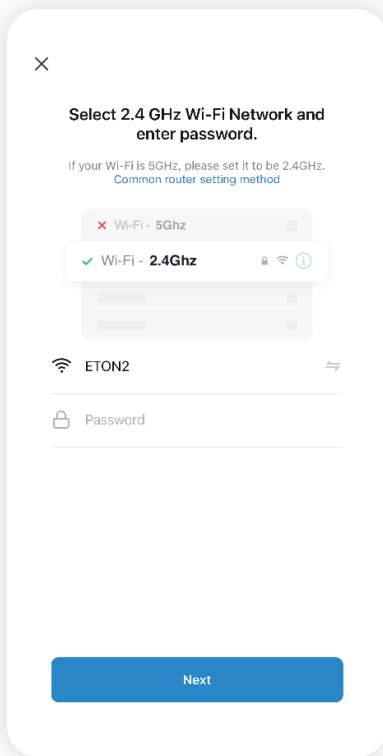 Select 2.4 GHz Wi-Fi Network and
enter password.
If your Wi-Fi is 5GHz, please set it to be 2.4GHz.
Common router setting method
Wi-Fi - 5Ghz
Wi-Fi - 2.4Ghz
ETON2
Password
Next